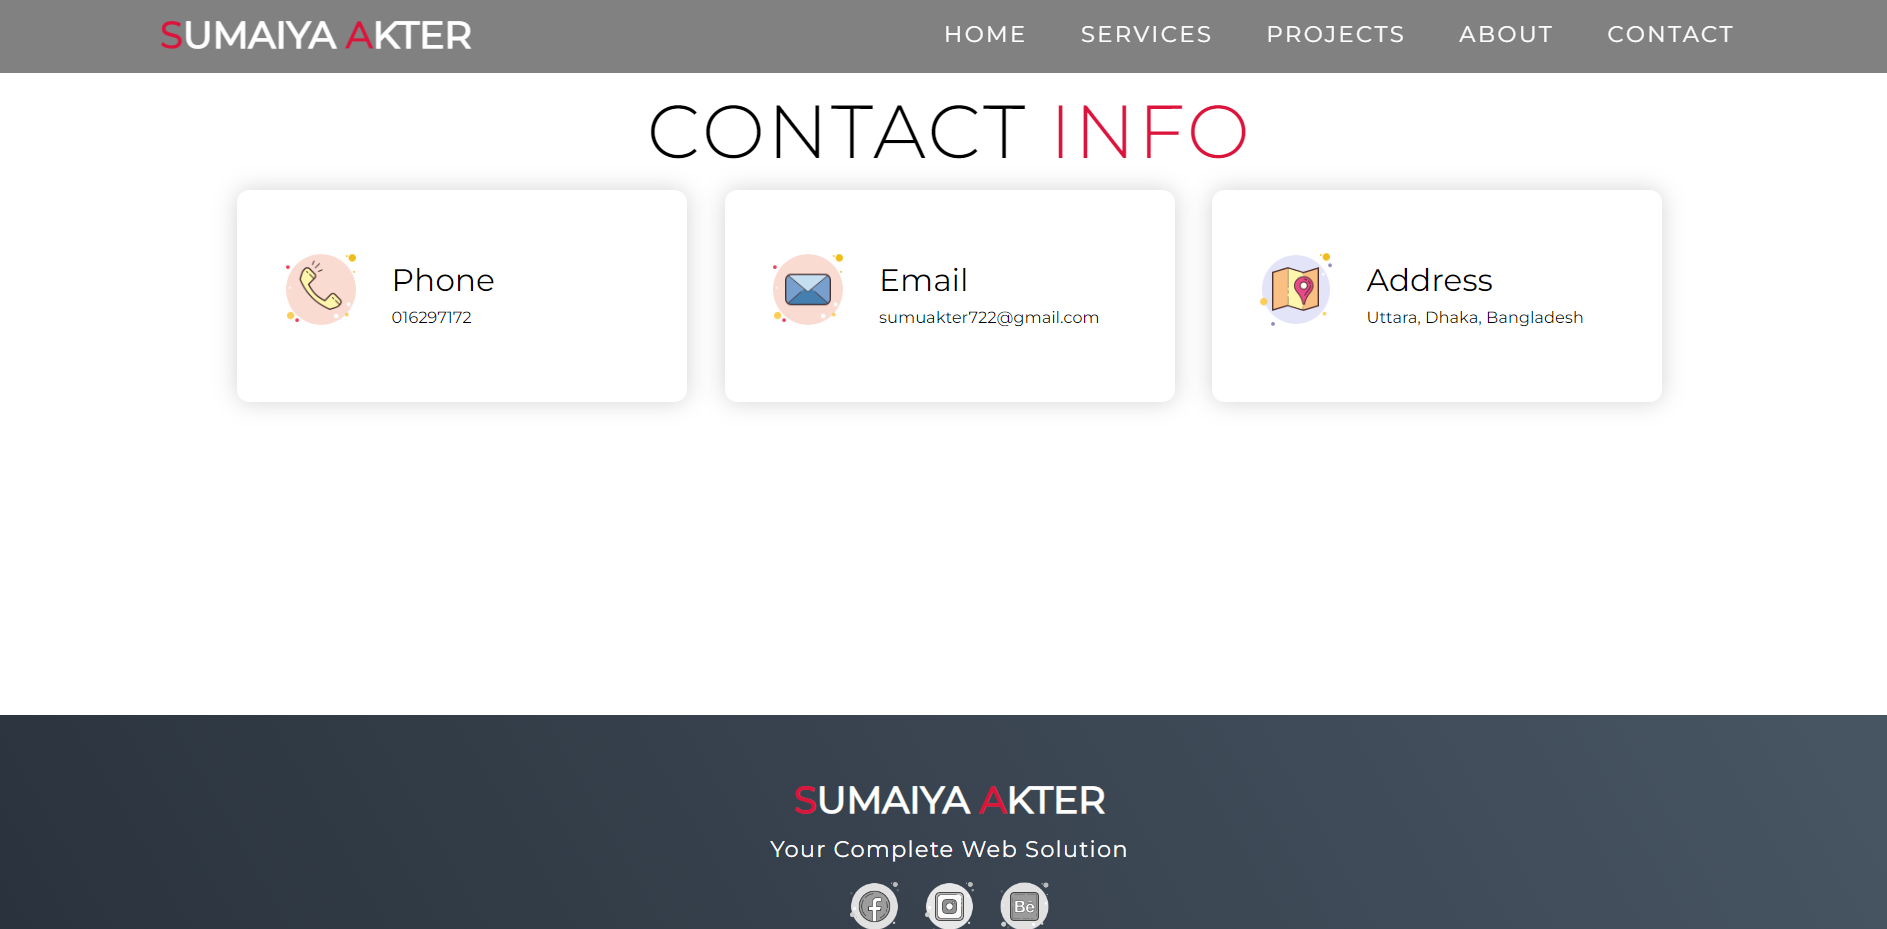 SUMAIYA AKTER
HOME SERVICES PROJECTS ABOUT CONTACT
CONTACT INFO
Phone
016297172
Email
sumuakter722@gmail.com
Address
Uttara, Dhaka, Bangladesh
SUMAIYA AKTER
Your Complete Web Solution
Bē